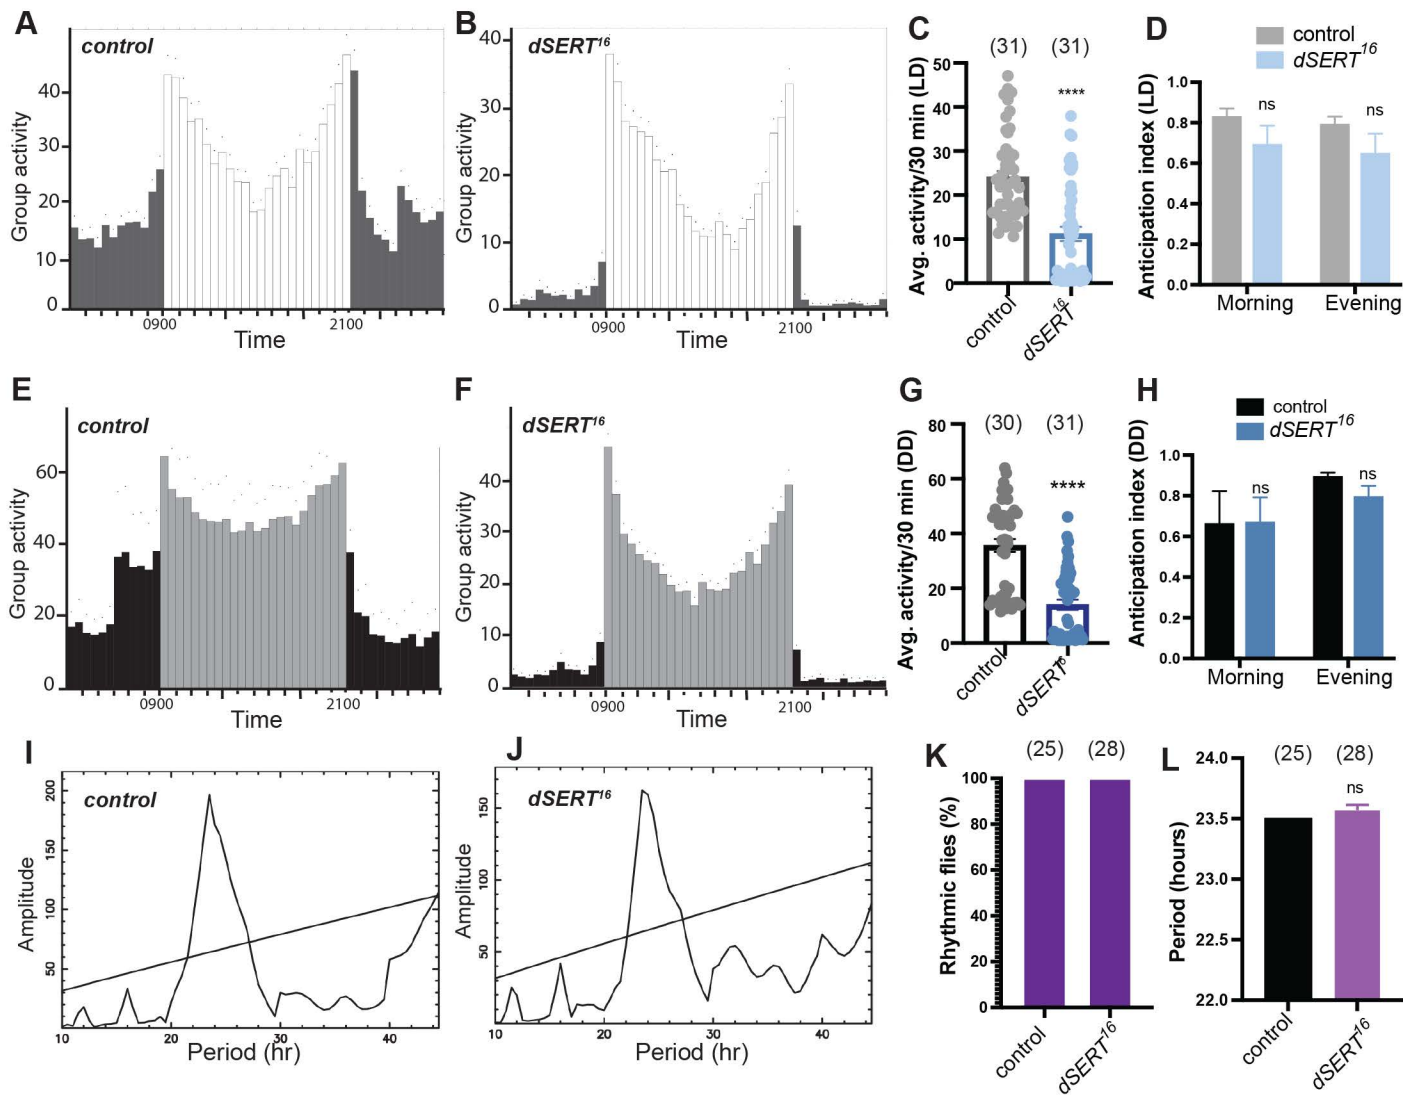 A
control
Group activity
40
30
20
10
0
0900
2100
Time
B
dSERT16
Group activity
40
30
20
10
0
0900
2100
Time
C
(31)
(31)
Avg. activity/30 min (LD)
50
40
30
20
10
0
****
control
dSERT16
D
control
dSERT16
Anticipation index (LD)
1.0
0.8
0.6
0.4
0.2
0.0
ns
ns
Morning
Evening
E
control
Group activity
60
40
20
0
0900
2100
Time
F
dSERT16
Group activity
40
30
20
10
0
0900
2100
Time
G
(30)
(31)
Avg. activity/30 min (DD)
80
60
40
20
0
****
control
dSERT16
H
control
dSERT16
Anticipation index (DD)
1.0
0.8
0.6
0.4
0.2
0.0
ns
ns
Morning
Evening
I
control
Amplitude
200
150
100
50
10
20
30
40
Period (hr)
J
dSERT16
Amplitude
150
100
50
10
20
30
40
Period (hr)
K
(25)
(28)
Rhythmic flies (%)
100
80
60
40
20
0
control
dSERT16
L
(25)
(28)
Period (hours)
24.0
23.5
23.0
22.5
22.0
ns
control
dSERT16